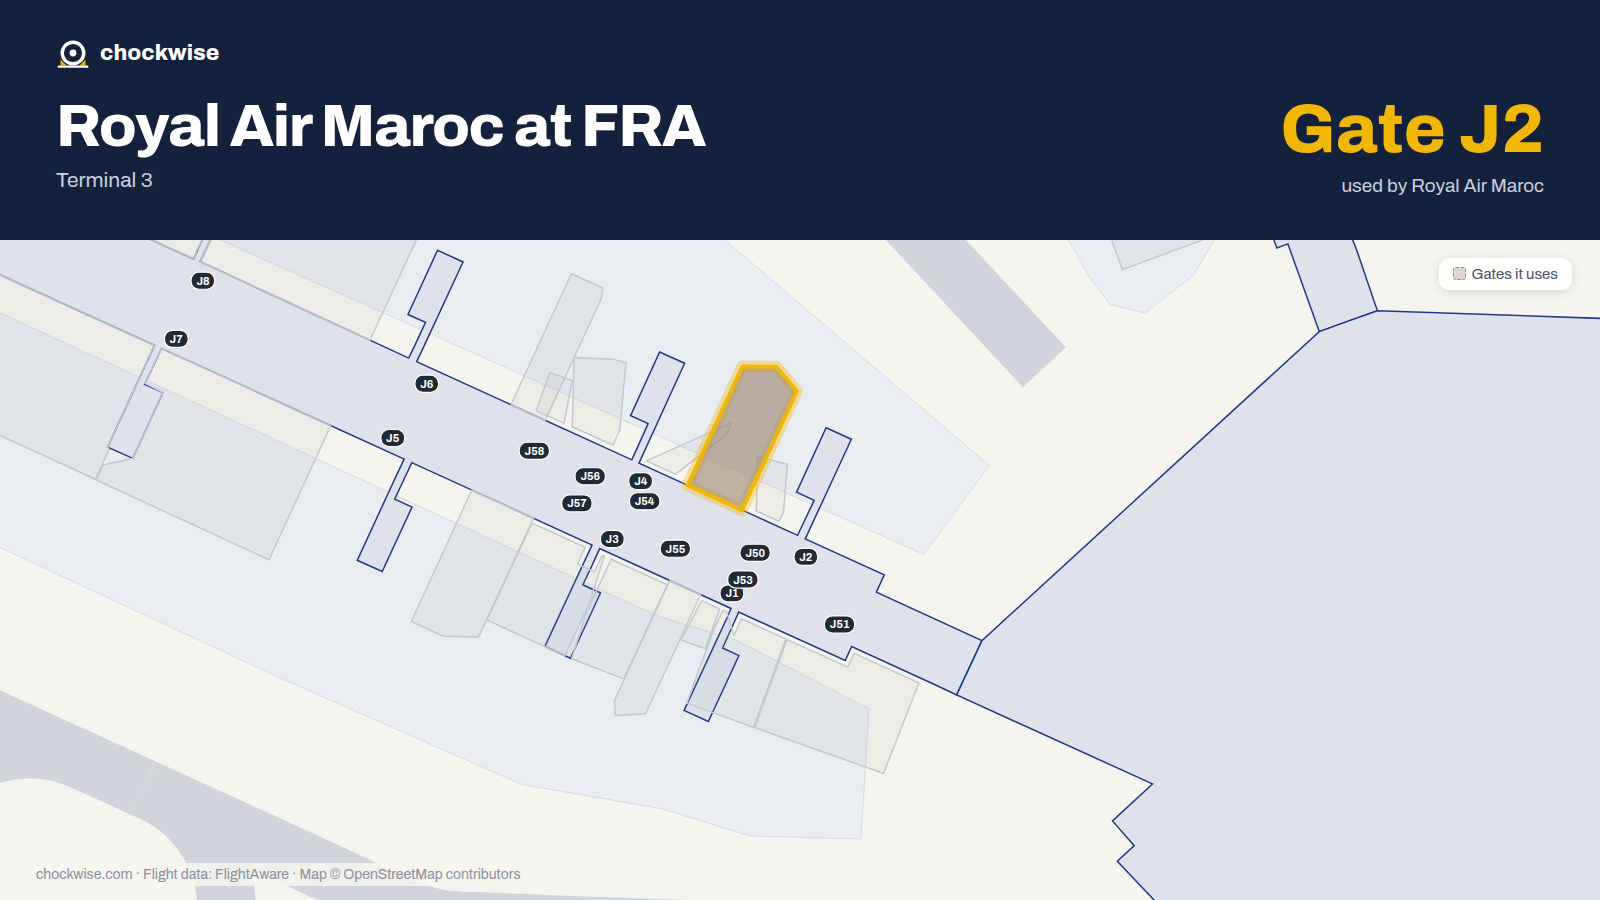 chockwise
Royal Air Maroc at FRA
Terminal 3
Gate J2
used by Royal Air Maroc
Gates it uses
J8
J7
J6
J5
J58
J56
J4
J57
J54
J3
J55
J50
J2
J53
J1
J51
chockwise.com · Flight data: FlightAware · Map © OpenStreetMap contributors